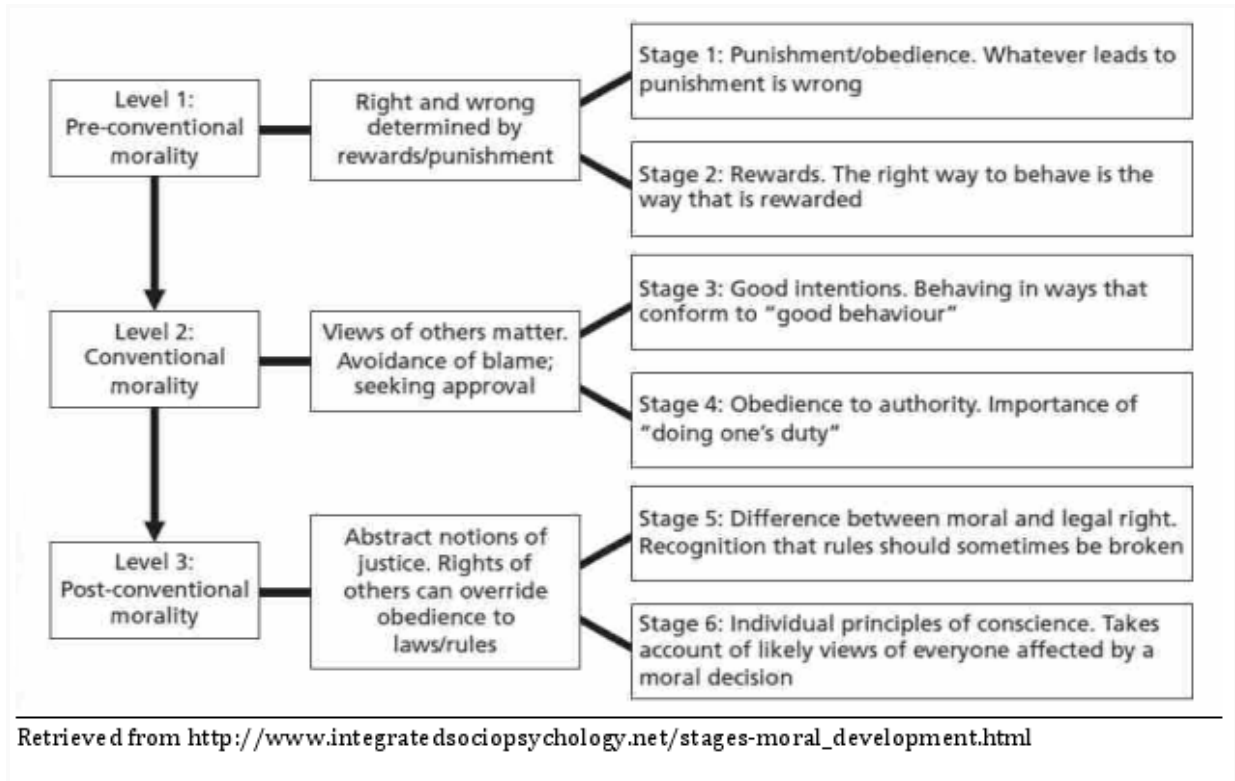 Level 1:
Pre-conventional
morality
Right and wrong
determined by
rewards/punishment
Stage 1: Punishment/obedience. Whatever leads to
punishment is wrong
Stage 2: Rewards. The right way to behave is the
way that is rewarded
Level 2:
Conventional
morality
Views of others matter.
Avoidance of blame;
seeking approval
Stage 3: Good intentions. Behaving in ways that
conform to “good behaviour”
Stage 4: Obedience to authority. Importance of
“doing one’s duty”
Level 3:
Post-conventional
morality
Abstract notions of
justice. Rights of
others can override
obedience to
laws/rules
Stage 5: Difference between moral and legal right.
Recognition that rules should sometimes be broken
Stage 6: Individual principles of conscience. Takes
account of likely views of everyone affected by a
moral decision
Retrieved from http://www.integratedsociopsychology.net/stages-moral_development.html